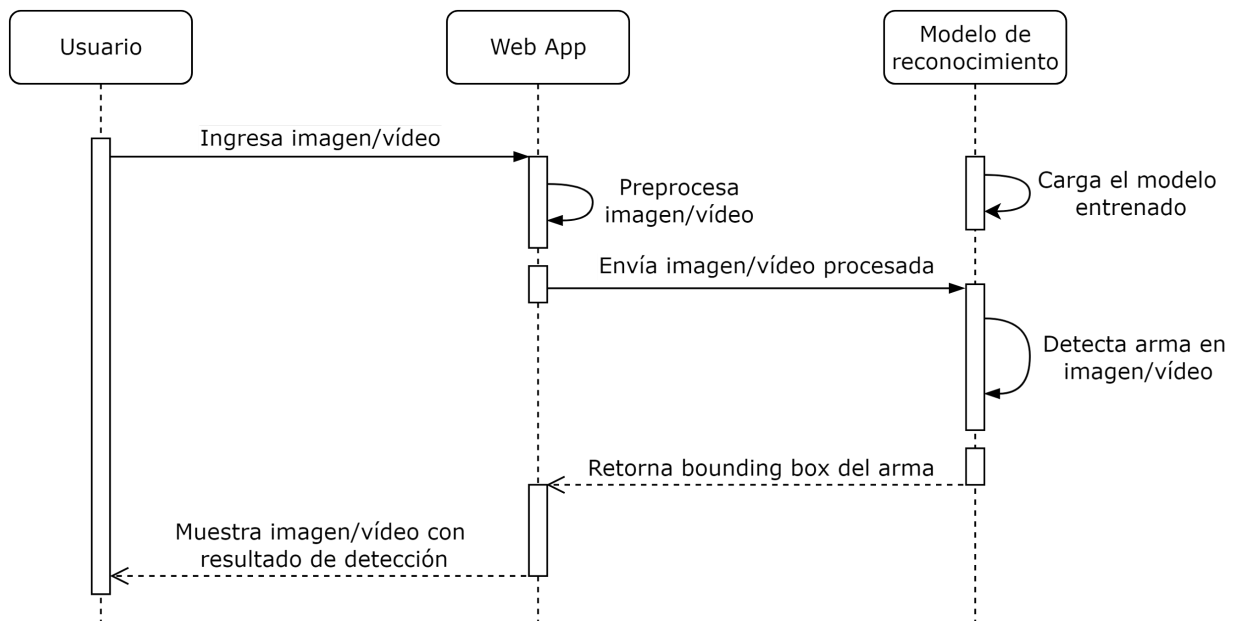 Usuario
Web App
Modelo de
reconocimiento
Ingresa imagen/vídeo
Preprocesa
imagen/vídeo
Carga el modelo
entrenado
Envía imagen/vídeo procesada
Detecta arma en
imagen/vídeo
Retorna bounding box del arma
Muestra imagen/vídeo con
resultado de detección